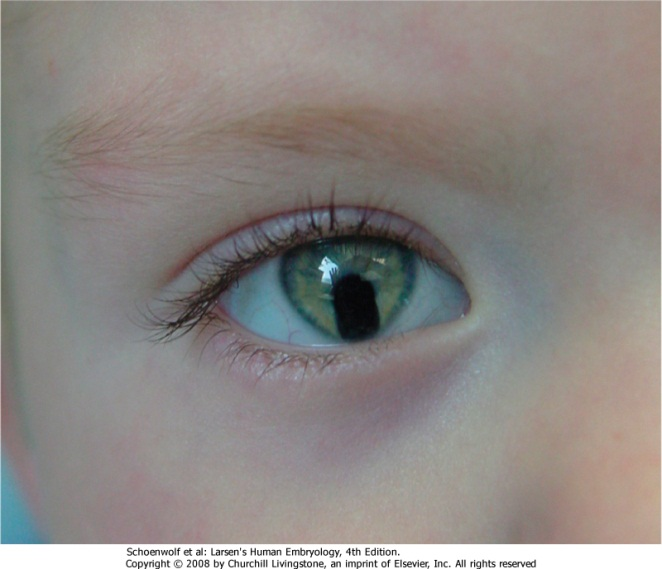 Schoenwolf et al: Larsen's Human Embryology, 4th Edition.
Copyright © 2008 by Churchill Livingstone, an imprint of Elsevier, Inc. All rights reserved